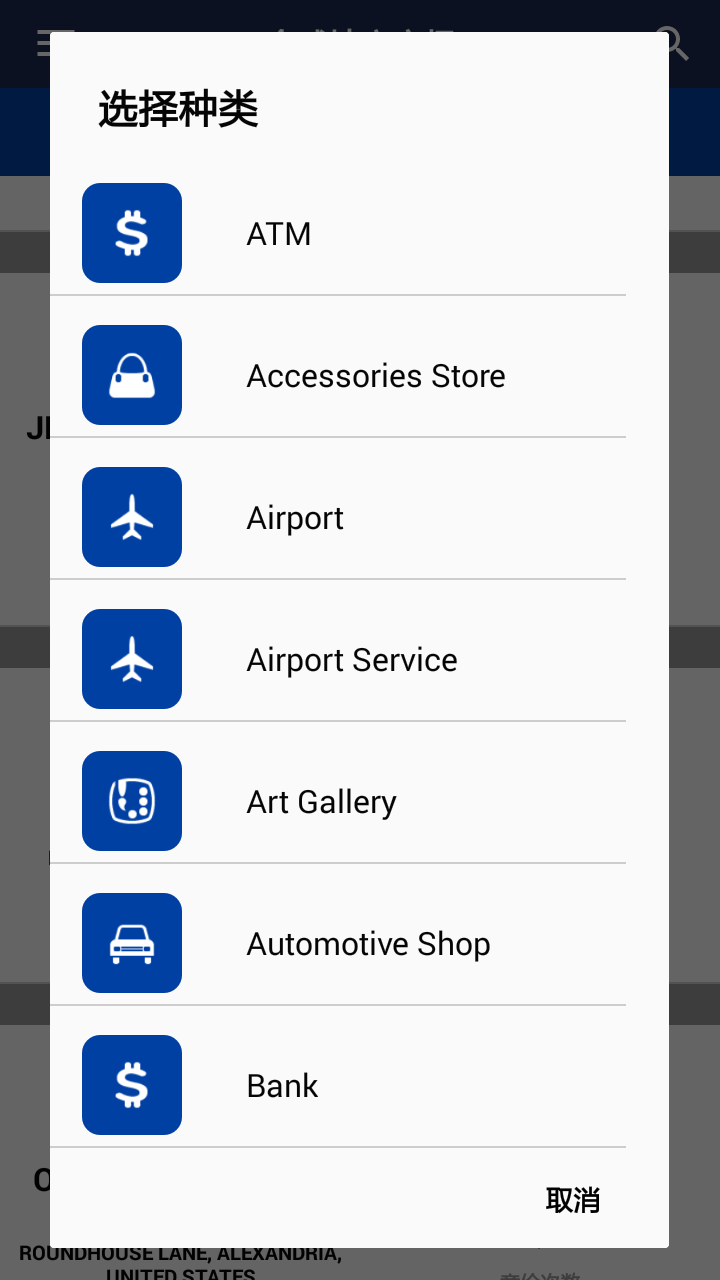 选择种类
ATM
Accessories Store
Airport
Airport Service
Art Gallery
Automotive Shop
Bank
取消
ROUNDHOUSE LANE, ALEXANDRIA,
UNITED STATES